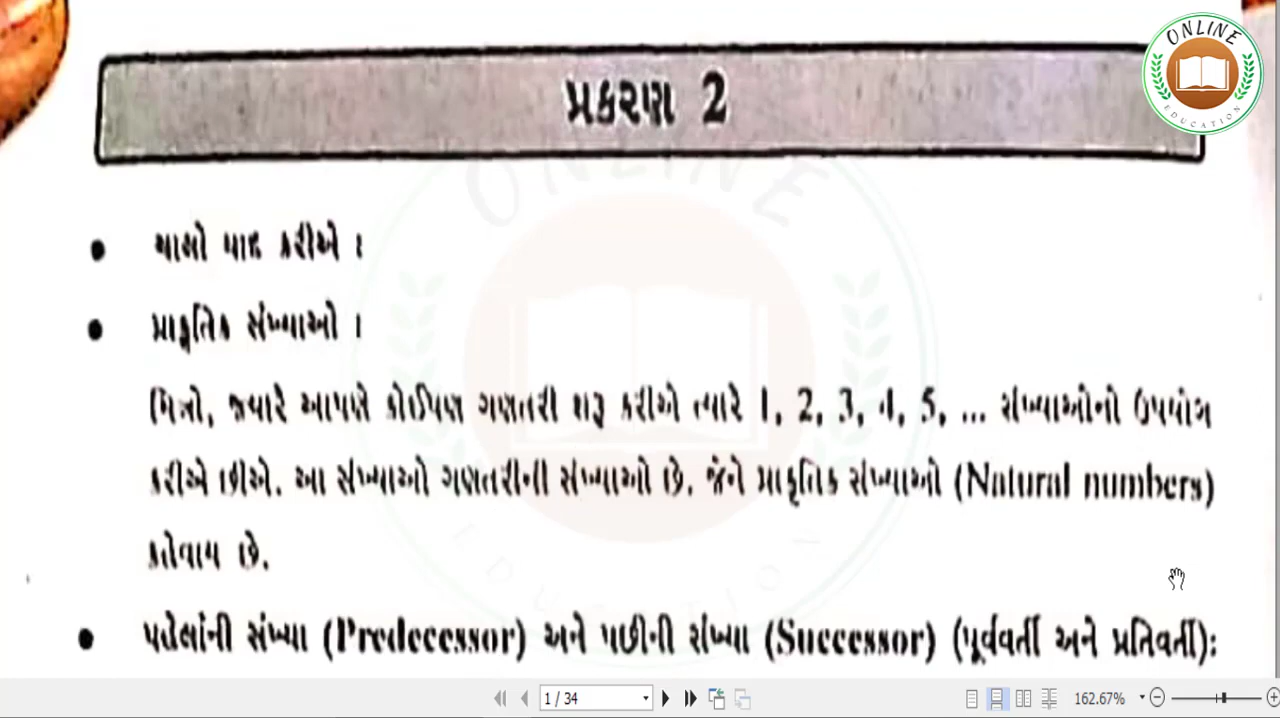 ONLINE
EDUCATION
પ્રકરણ 2
• ચાલો યાદ કરીએ :
• પ્રાકૃતિક સંખ્યાઓ :
મિત્રો, જ્યારે આપણે કોઈપણ ગણતરી શરૂ કરીએ ત્યારે 1, 2, 3, 4, 5, ... સંખ્યાઓનો ઉપયોગ
કરીએ છીએ. આ સંખ્યાઓ ગણતરીની સંખ્યાઓ છે. જેને પ્રાકૃતિક સંખ્યાઓ (Natural numbers)
કહેવાય છે.
• પહેલાંની સંખ્યા (Predecessor) અને પછીની સંખ્યા (Successor) (પૂર્વવર્તી અને પ્રતિવર્તી):
1 / 34
162.67%